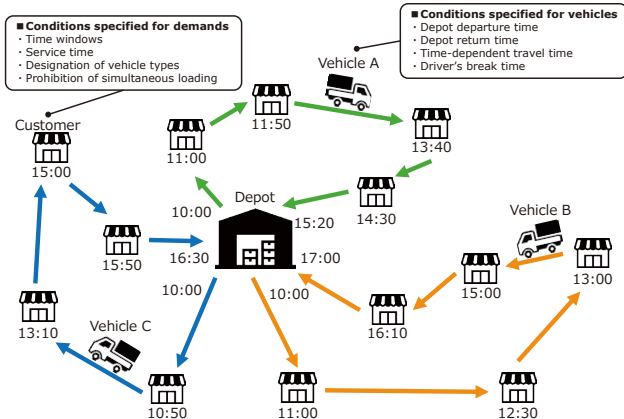 ■ Conditions specified for demands
· Time windows
· Service time
· Designation of vehicle types
· Prohibition of simultaneous loading
■ Conditions specified for vehicles
· Depot departure time
· Depot return time
· Time-dependent travel time
· Driver's break time
Vehicle A
Customer
15:00
11:00
11:50
13:40
14:30
Depot
10:00
15:20
16:30
17:00
10:00
10:00
15:50
13:10
Vehicle C
10:50
Vehicle B
13:00
15:00
16:10
11:00
12:30